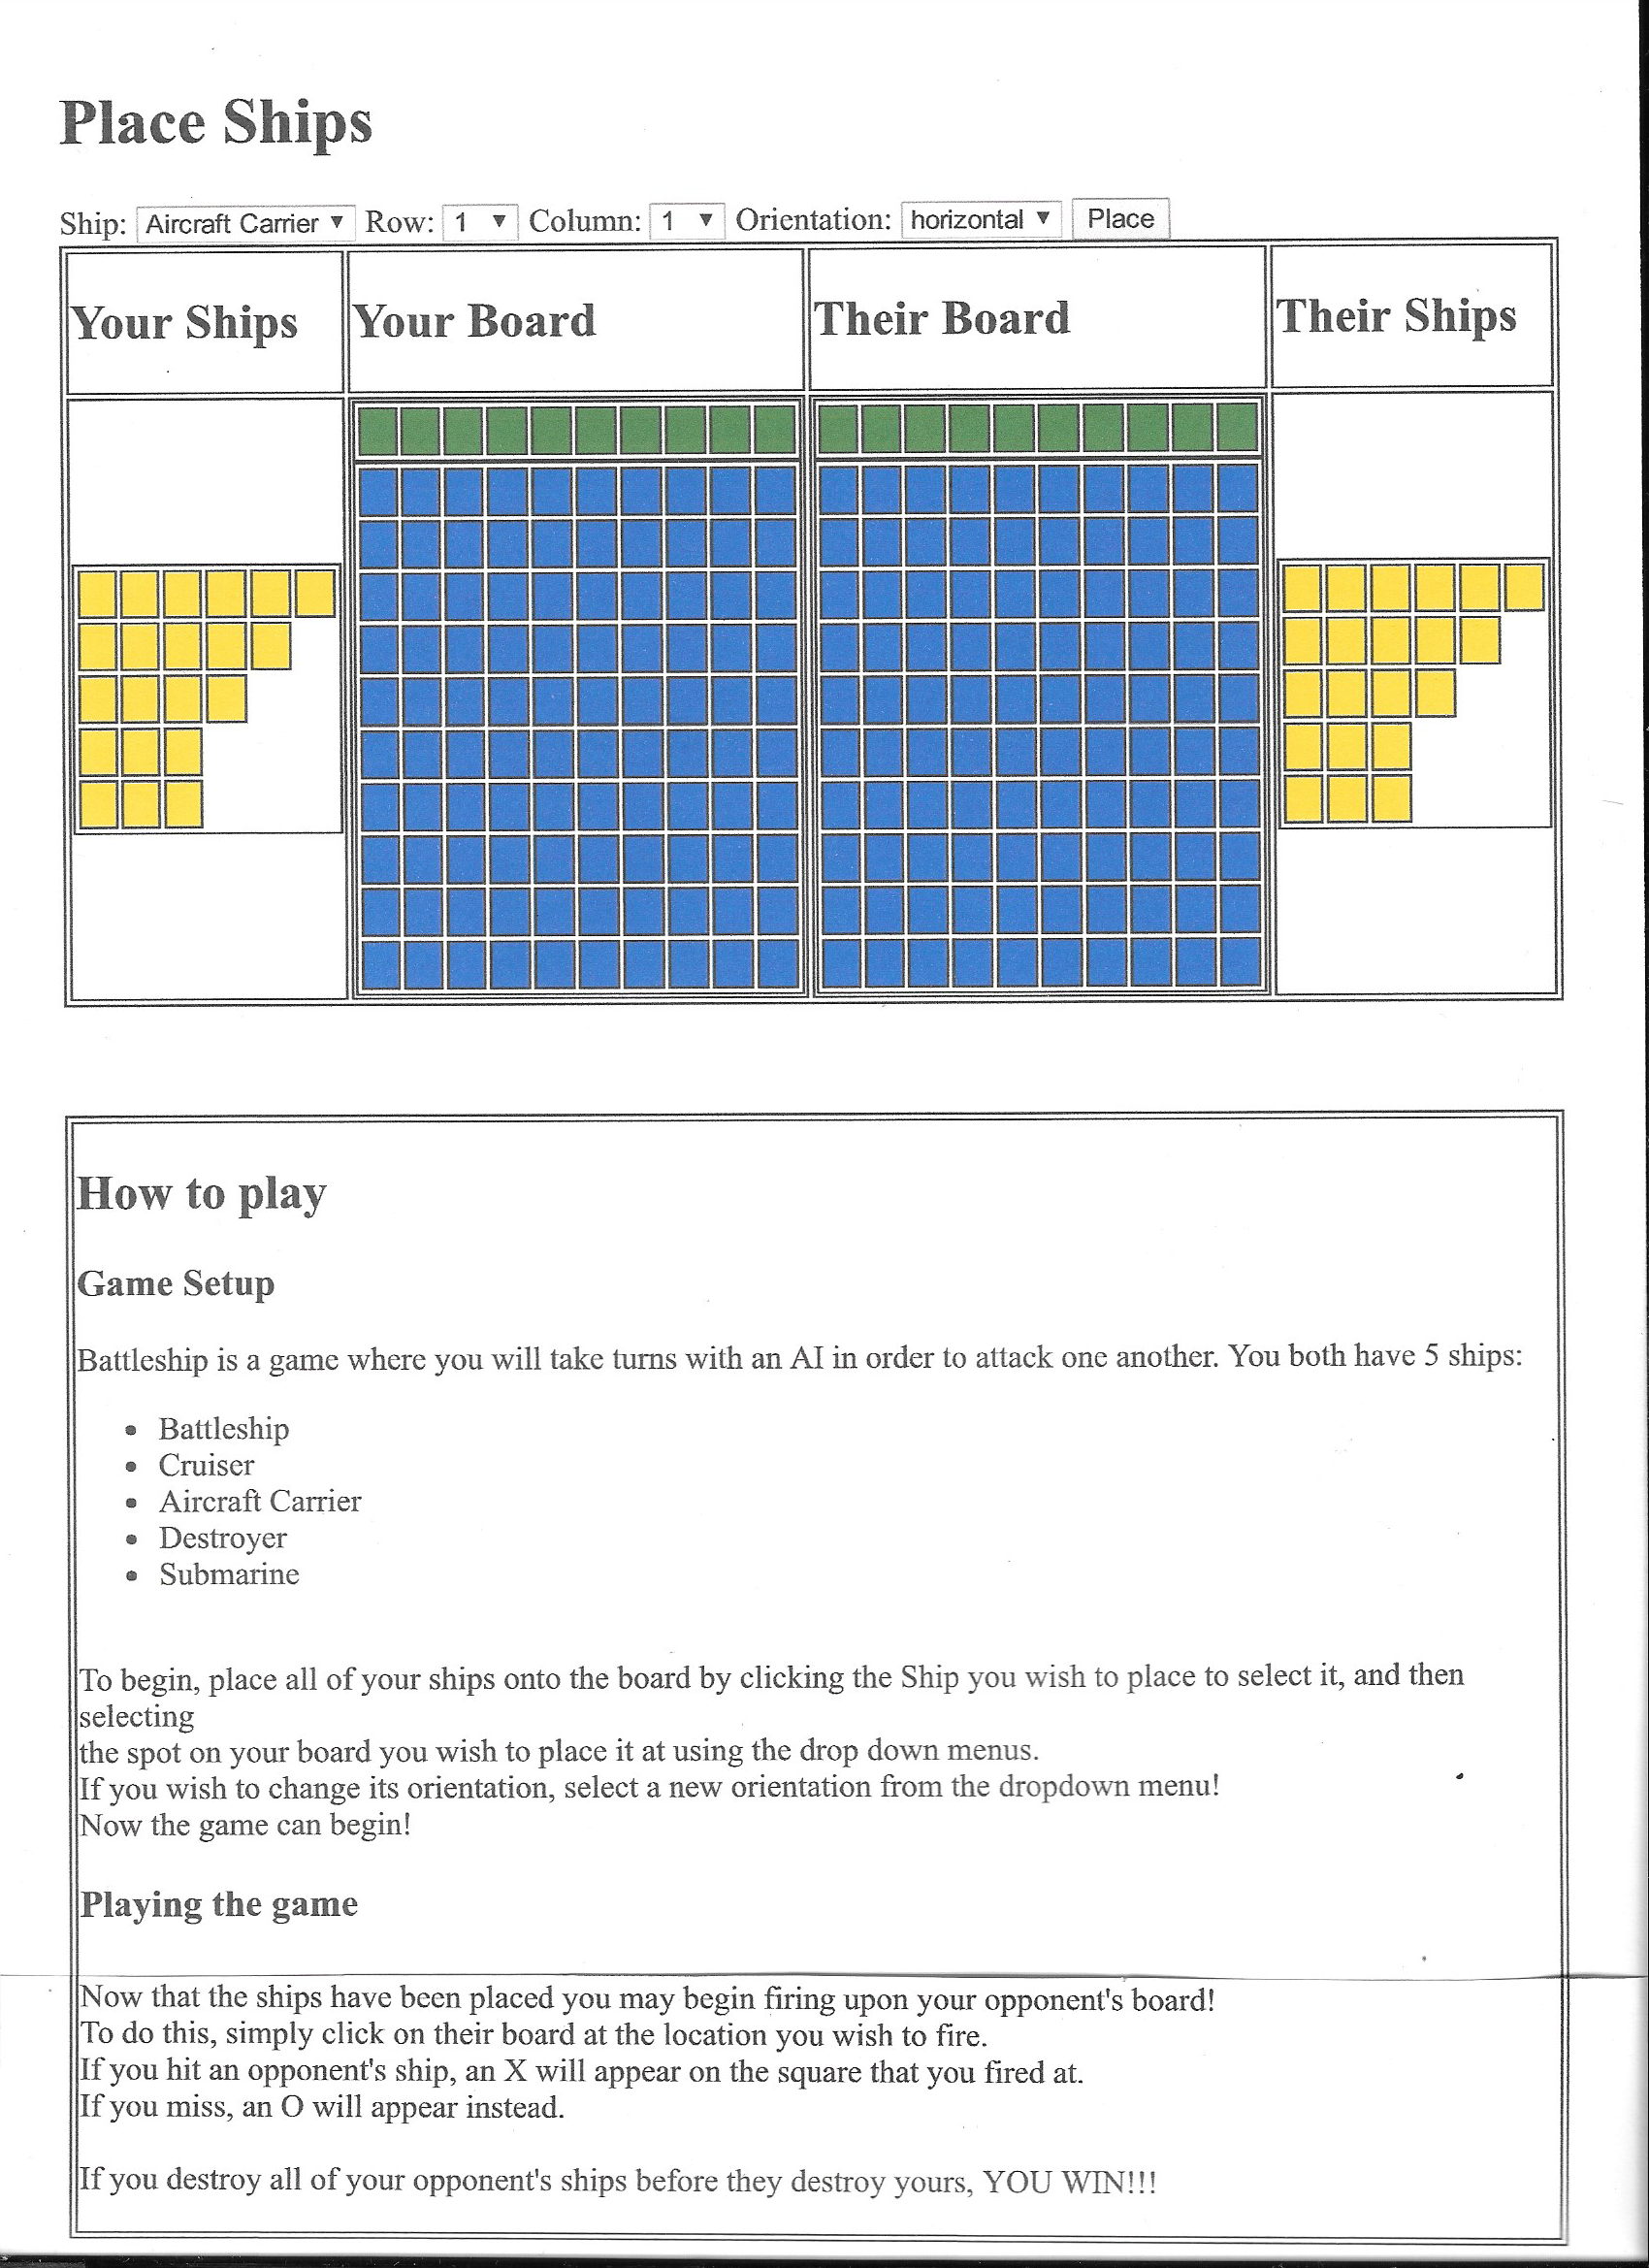 Place Ships
Ship: Aircraft Carrier ▼ Row: 1 ▼ Column: 1 ▼ Orientation: horizontal ▼ Place
Your Ships Your Board Their Board Their Ships
How to play
Game Setup
Battleship is a game where you will take turns with an AI in order to attack one another. You both have 5 ships:
• Battleship
• Cruiser
• Aircraft Carrier
• Destroyer
• Submarine
To begin, place all of your ships onto the board by clicking the Ship you wish to place to select it, and then
selecting
the spot on your board you wish to place it at using the drop down menus.
If you wish to change its orientation, select a new orientation from the dropdown menu!
Now the game can begin!
Playing the game
Now that the ships have been placed you may begin firing upon your opponent's board!
To do this, simply click on their board at the location you wish to fire.
If you hit an opponent's ship, an X will appear on the square that you fired at.
If you miss, an O will appear instead.
If you destroy all of your opponent's ships before they destroy yours, YOU WIN!!!